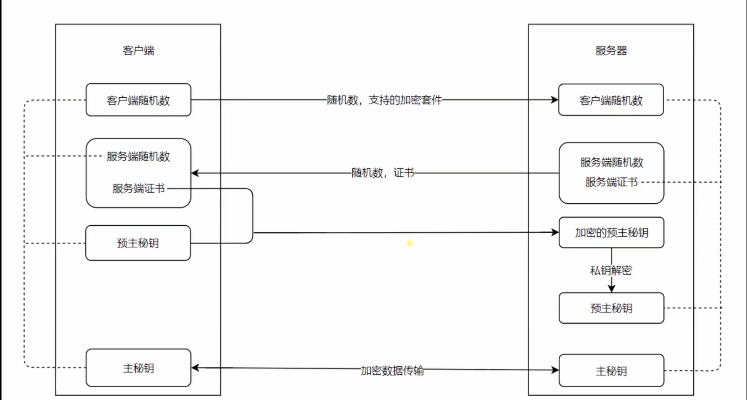 客户端
服务器
客户端随机数
随机数，支持的加密套件
客户端随机数
服务端随机数
服务端证书
随机数，证书
服务端随机数
服务端证书
预主秘钥
加密的预主秘钥
私钥解密
预主秘钥
主秘钥
加密数据传输
主秘钥